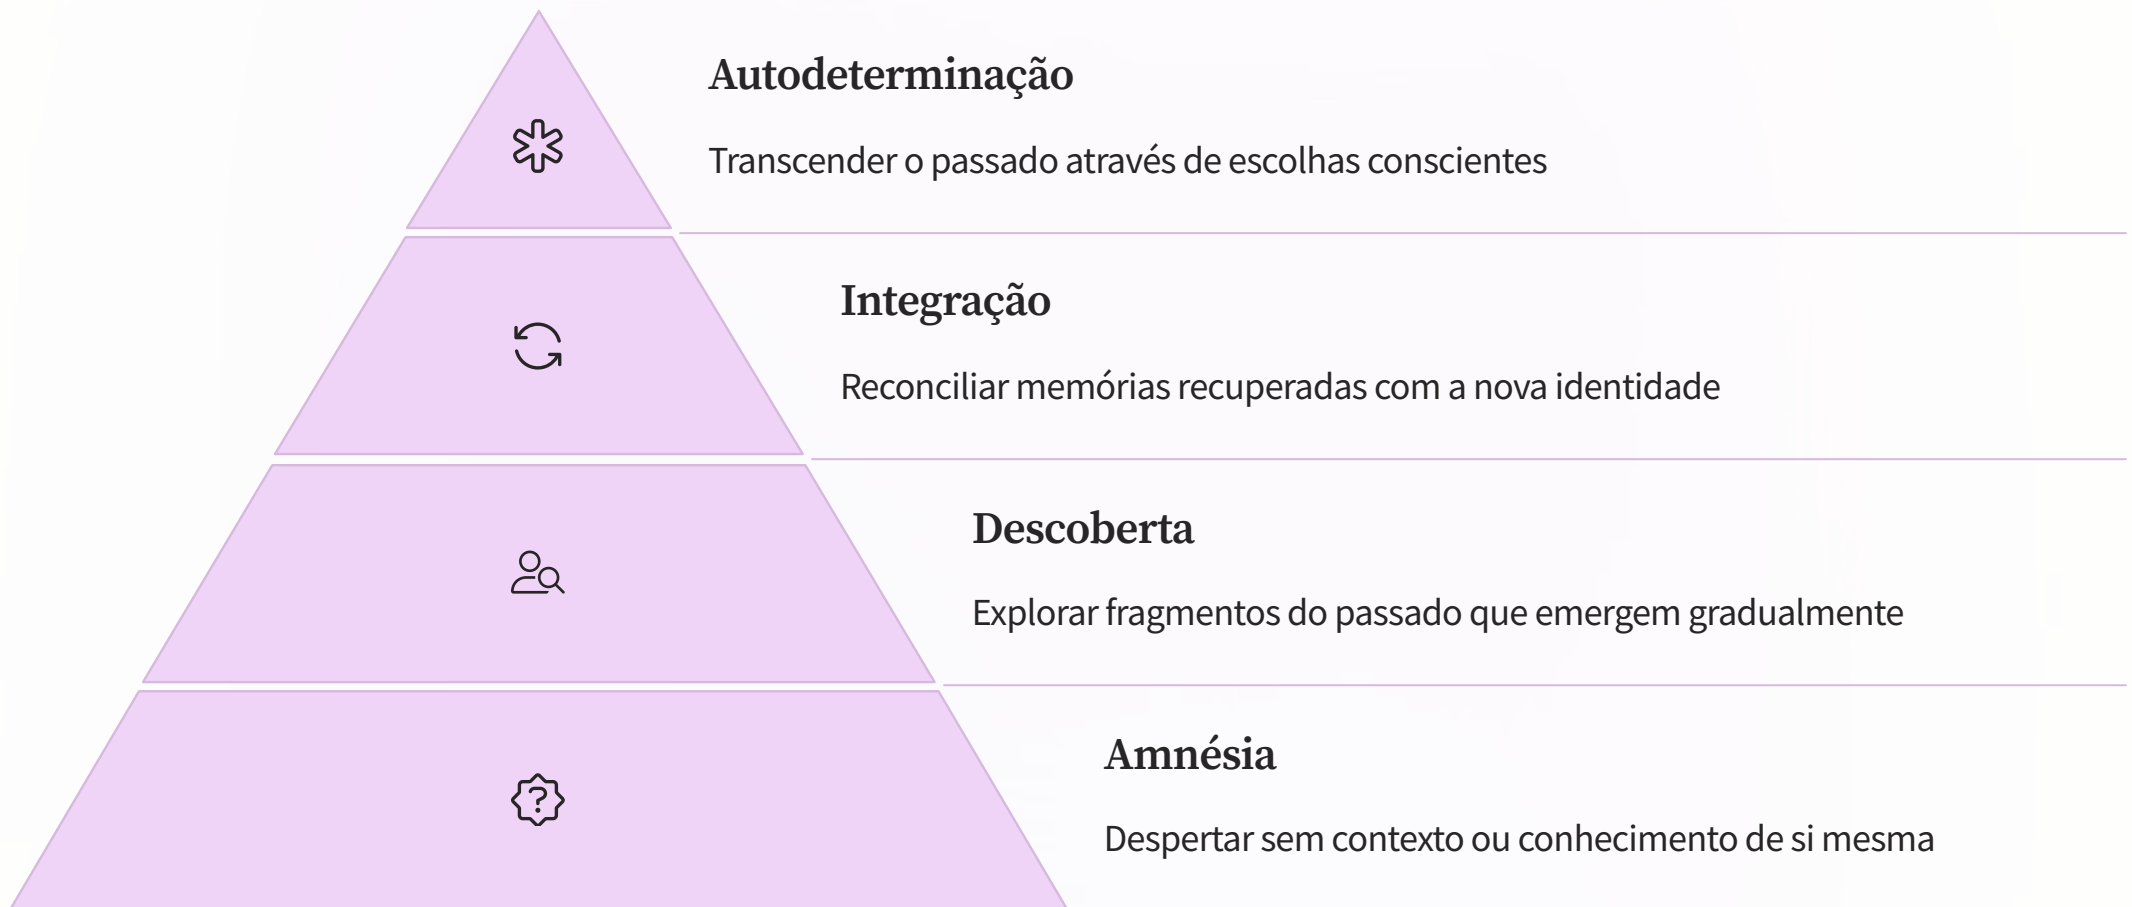 Autodeterminação
Transcender o passado através de escolhas conscientes
Integração
Reconciliar memórias recuperadas com a nova identidade
Descoberta
Explorar fragmentos do passado que emergem gradualmente
?
Amnésia
Despertar sem contexto ou conhecimento de si mesma